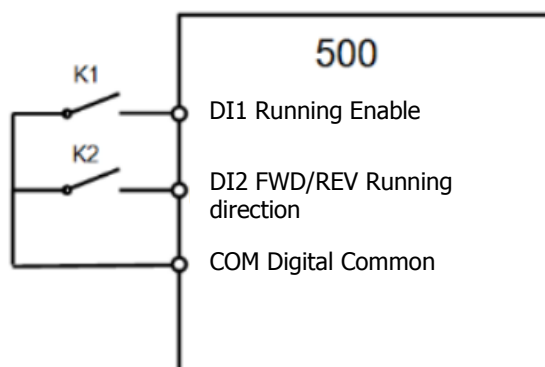 500
K1
DI1 Running Enable
K2
DI2 FWD/REV Running
direction
COM Digital Common